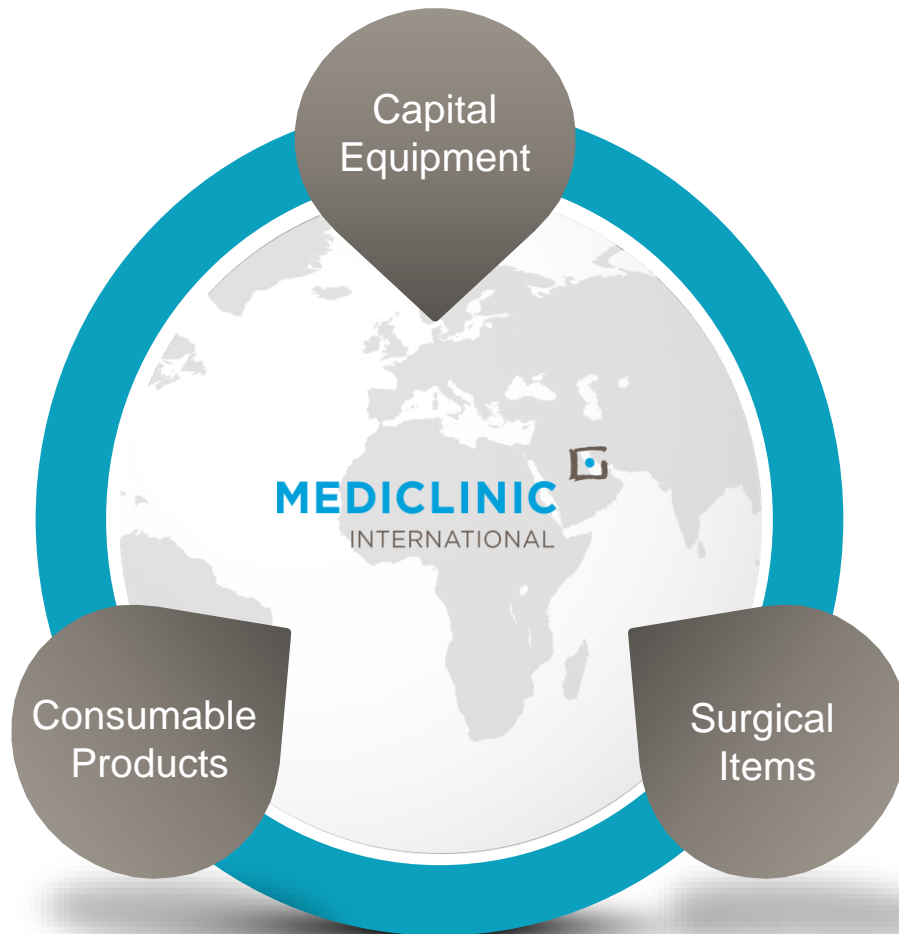 Capital
Equipment
MEDICLINIC
INTERNATIONAL
Consumable
Products
Surgical
Items